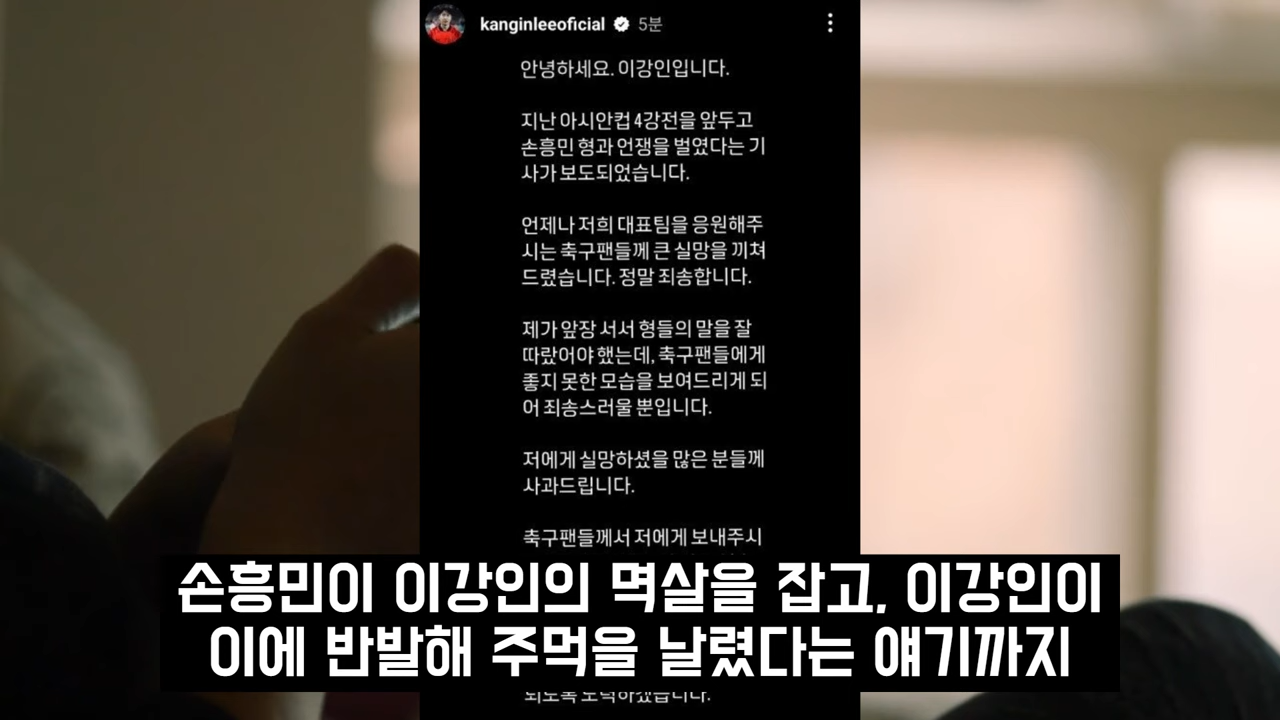 kanginleeoficial 5분
안녕하세요. 이강인입니다.
지난 아시안컵 4강전을 앞두고
손흥민 형과 언쟁을 벌였다는 기
사가 보도되었습니다.
언제나 저희 대표팀을 응원해주
시는 축구팬들께 큰 실망을 끼쳐
드렸습니다. 정말 죄송합니다.
제가 앞장 서서 형들의 말을 잘
따랐어야 했는데, 축구팬들에게
좋지 못한 모습을 보여드리게 되
어 죄송스러울 뿐입니다.
저에게 실망하셨을 많은 분들께
사과드립니다.
축구팬들께서 저에게 보내주시
손흥민이 이강인의 멱살을 잡고, 이강인이
이에 반발해 주먹을 날렸다는 얘기까지
되도록 노력하겠습니다.